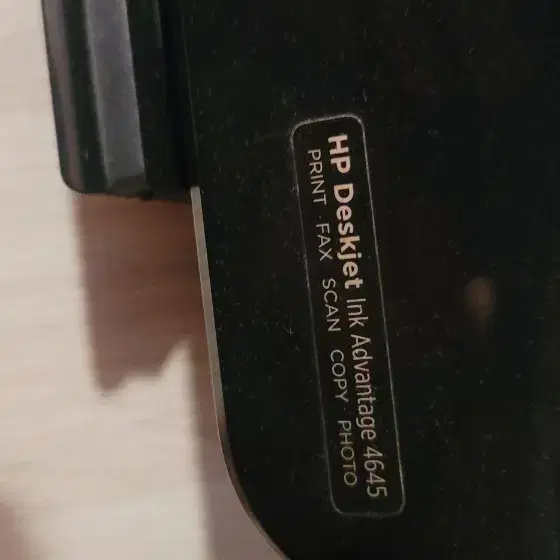 HP Deskjet Ink Advantage 4645
PRINT FAX SCAN COPY PHOTO